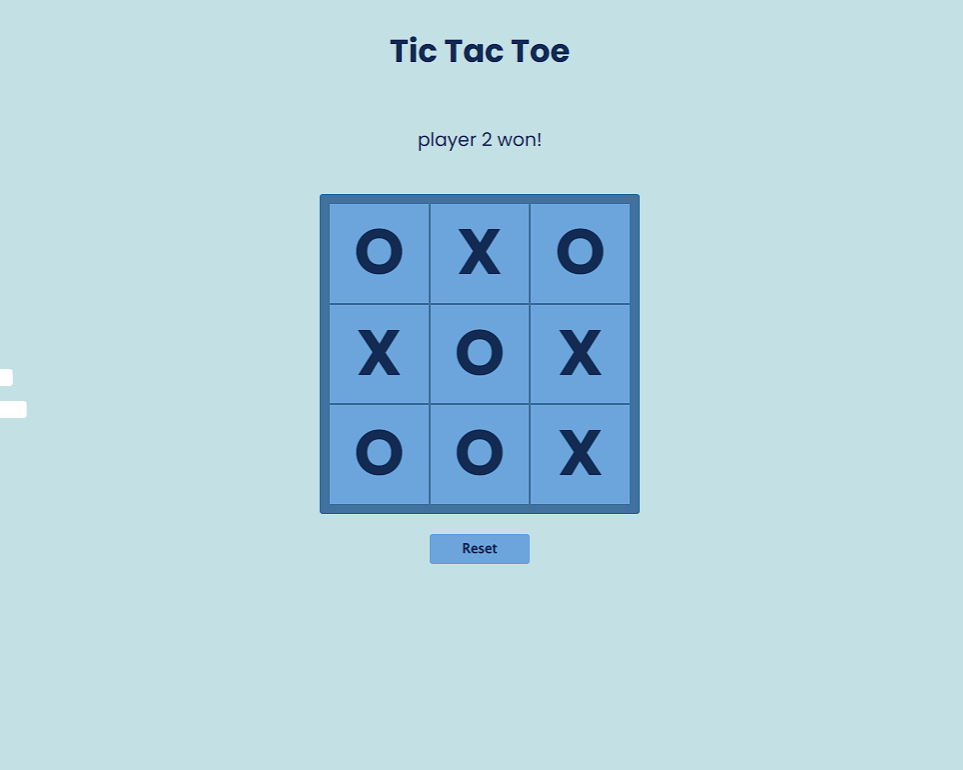 Tic Tac Toe
player 2 won!
O X O
X O X
O O X
Reset